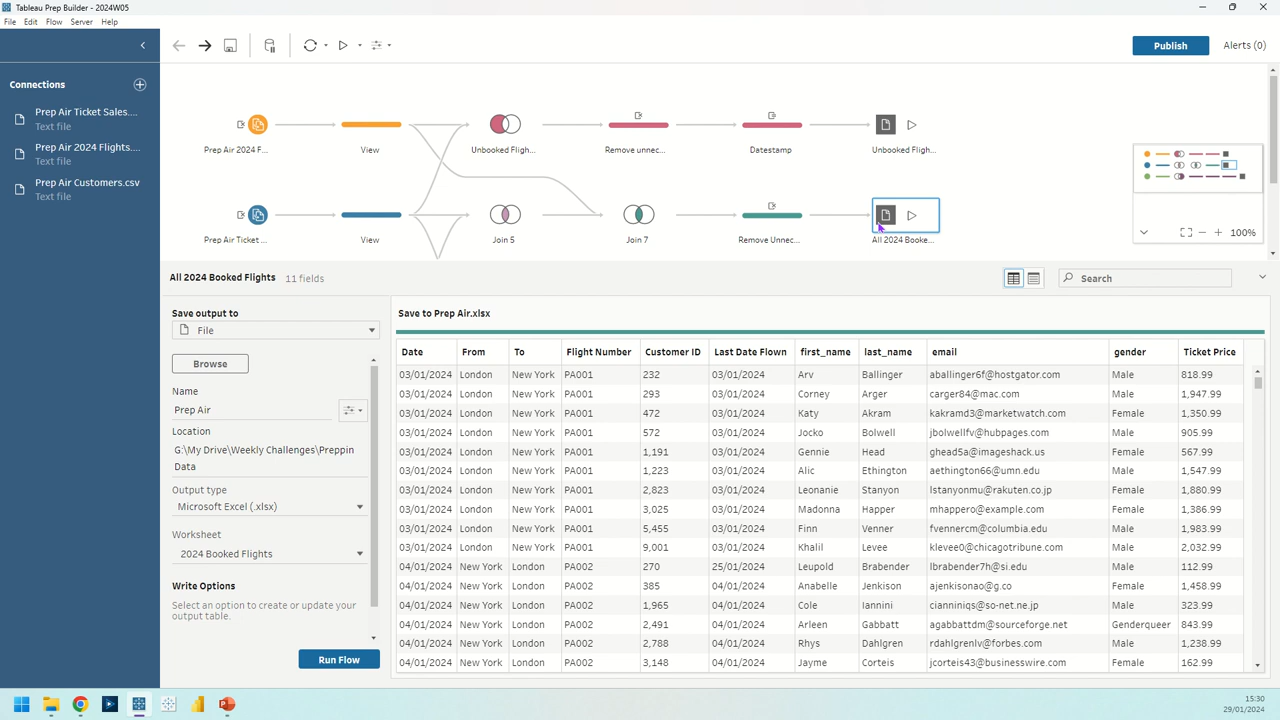 Tableau Prep Builder - 2024W05
File Edit Flow Server Help
Publish
Alerts (0)
Connections
Prep Air Ticket Sales....
Text file
Prep Air 2024 Flights....
Text file
Prep Air Customers.csv
Text file
Prep Air 2024 F...
View
Unbooked Fligh...
Remove unnec...
Datestamp
Unbooked Fligh...
Prep Air Ticket ...
View
Join 5
Join 7
Remove Unnec...
All 2024 Booke...
100%
All 2024 Booked Flights 11 fields
Search
Save output to
File
Browse
Name
Prep Air
Location
G:\My Drive\Weekly Challenges\Preppin
Data
Output type
Microsoft Excel (.xlsx)
Worksheet
2024 Booked Flights
Write Options
Select an option to create or update your
output table.
Run Flow
Save to Prep Air.xlsx
Date From To Flight Number Customer ID Last Date Flown first_name last_name email gender Ticket Price
03/01/2024 London New York PA001 232 03/01/2024 Arv Ballinger aballinger6f@hostgator.com Male 818.99
03/01/2024 London New York PA001 293 03/01/2024 Corney Arger carger84@mac.com Male 1,947.99
03/01/2024 London New York PA001 472 03/01/2024 Katy Akram kakramd3@marketwatch.com Female 1,350.99
03/01/2024 London New York PA001 572 03/01/2024 Jocko Bolwell jbolwellfv@hubpages.com Male 905.99
03/01/2024 London New York PA001 1,191 03/01/2024 Gennie Head ghead5a@imageshack.us Female 567.99
03/01/2024 London New York PA001 1,223 03/01/2024 Alic Ethington aethington66@umn.edu Male 1,547.99
03/01/2024 London New York PA001 2,823 03/01/2024 Leonanie Stanyon lstanyonmu@rakuten.co.jp Female 1,880.99
03/01/2024 London New York PA001 3,025 03/01/2024 Madonna Happer mhappero@example.com Female 1,386.99
03/01/2024 London New York PA001 5,455 03/01/2024 Finn Venner fvennercm@columbia.edu Male 1,983.99
03/01/2024 London New York PA001 9,001 03/01/2024 Khalil Levee klevee0@chicagotribune.com Male 2,032.99
04/01/2024 New York London PA002 270 25/01/2024 Leupold Brabender lbrabender7h@si.edu Male 112.99
04/01/2024 New York London PA002 385 04/01/2024 Anabelle Jenkison ajenkisonao@g.co Female 1,458.99
04/01/2024 New York London PA002 1,965 04/01/2024 Cole Iannini cianniniqs@so-net.ne.jp Male 323.99
04/01/2024 New York London PA002 2,491 04/01/2024 Arleen Gabbatt agabbattdm@sourceforge.net Genderqueer 843.99
04/01/2024 New York London PA002 2,788 04/01/2024 Rhys Dahlgren rdahlgrenlv@forbes.com Male 1,238.99
04/01/2024 New York London PA002 3,148 04/01/2024 Jayme Corteis jcorteis43@businesswire.com Female 162.99
15:30
29/01/2024